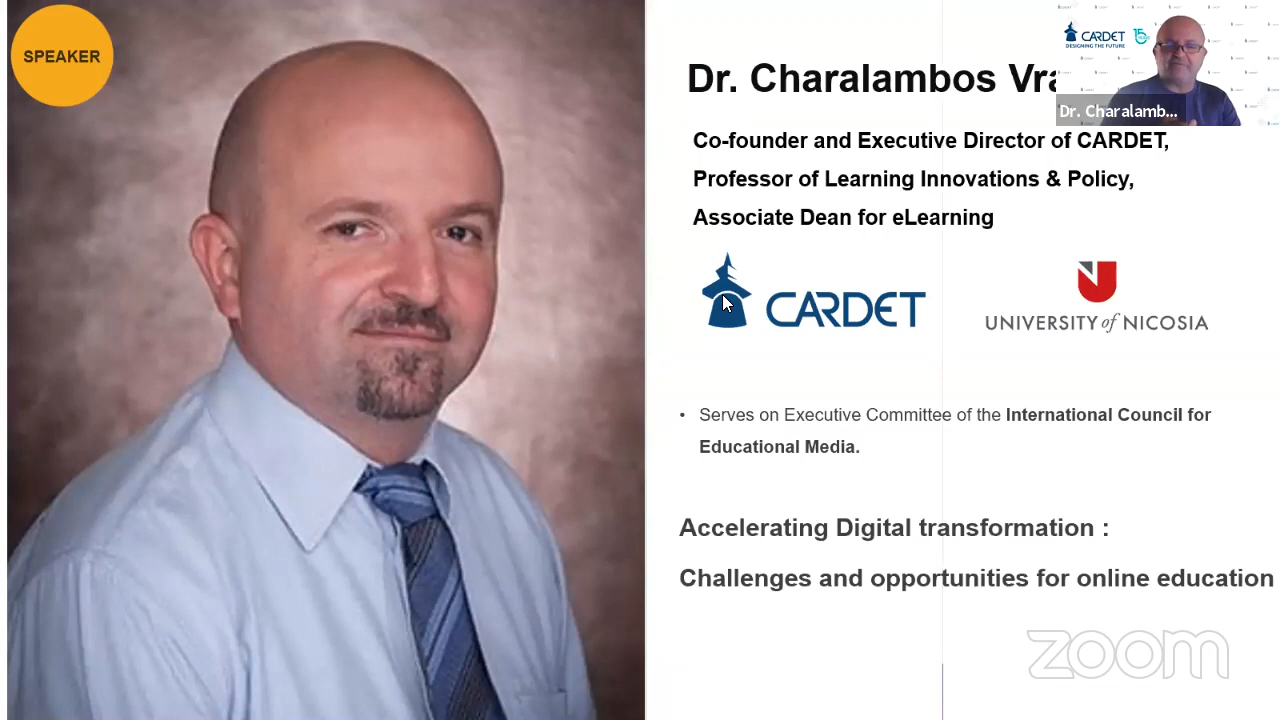 SPEAKER
CARDET
DESIGNING THE FUTURE
15
Dr. Charalambos
Dr. Charalamb...
Co-founder and Executive Director of CARDET,
Professor of Learning Innovations & Policy,
Associate Dean for eLearning
CARDET
UNIVERSITY of NICOSIA
• Serves on Executive Committee of the International Council for
Educational Media.
Accelerating Digital transformation :
Challenges and opportunities for online education
zoom